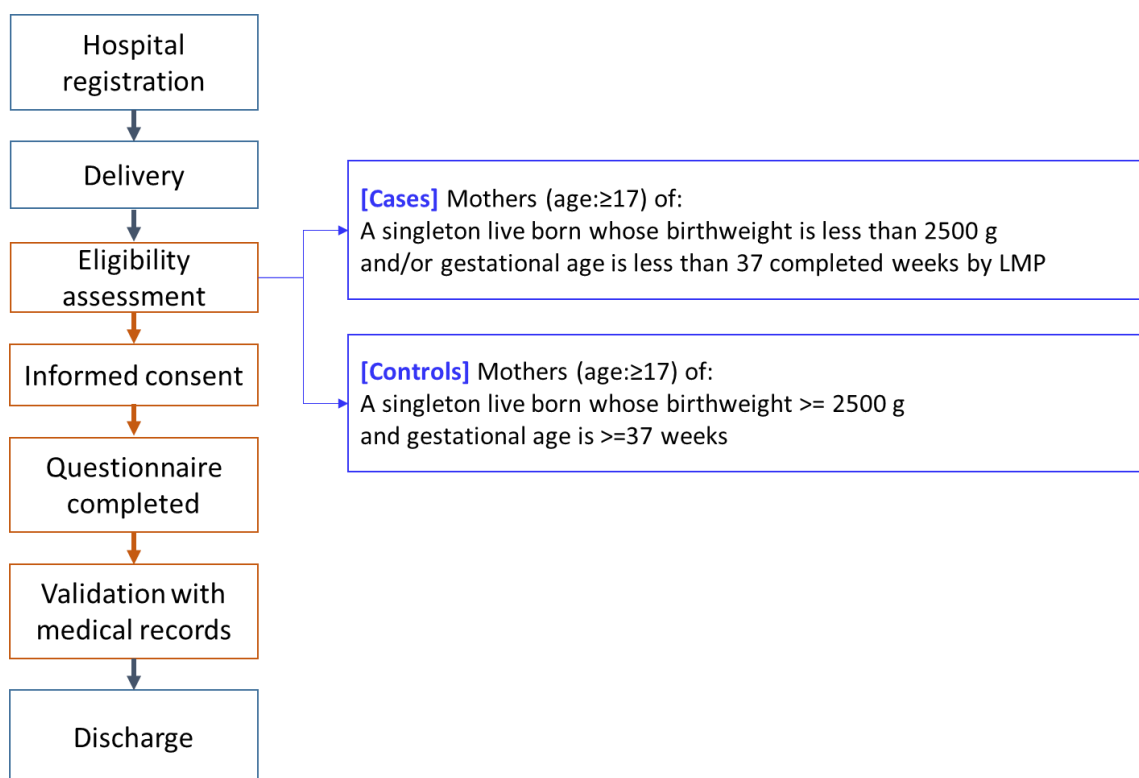 Hospital
registration
Delivery
Eligibility
assessment
Informed consent
Questionnaire
completed
Validation with
medical records
Discharge
[Cases] Mothers (age:≥17) of:
A singleton live born whose birthweight is less than 2500 g
and/or gestational age is less than 37 completed weeks by LMP
[Controls] Mothers (age:≥17) of:
A singleton live born whose birthweight >= 2500 g
and gestational age is >=37 weeks